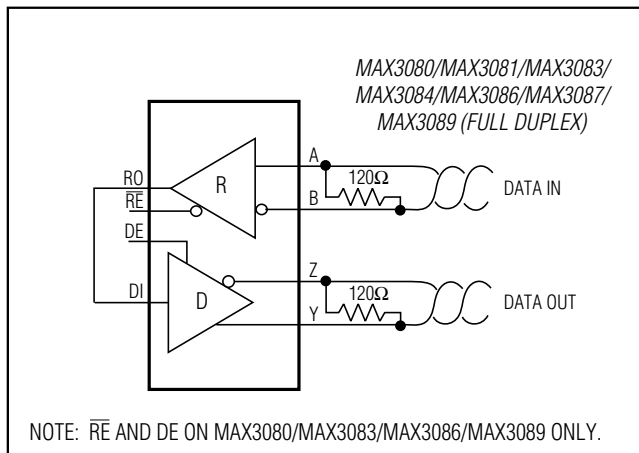 MAX3080/MAX3081/MAX3083/
MAX3084/MAX3086/MAX3087/
MAX3089 (FULL DUPLEX)
A
120Ω
RO
R
RE
B
DATA IN
DE
Z
120Ω
DI
D
Y
DATA OUT
NOTE: RE AND DE ON MAX3080/MAX3083/MAX3086/MAX3089 ONLY.